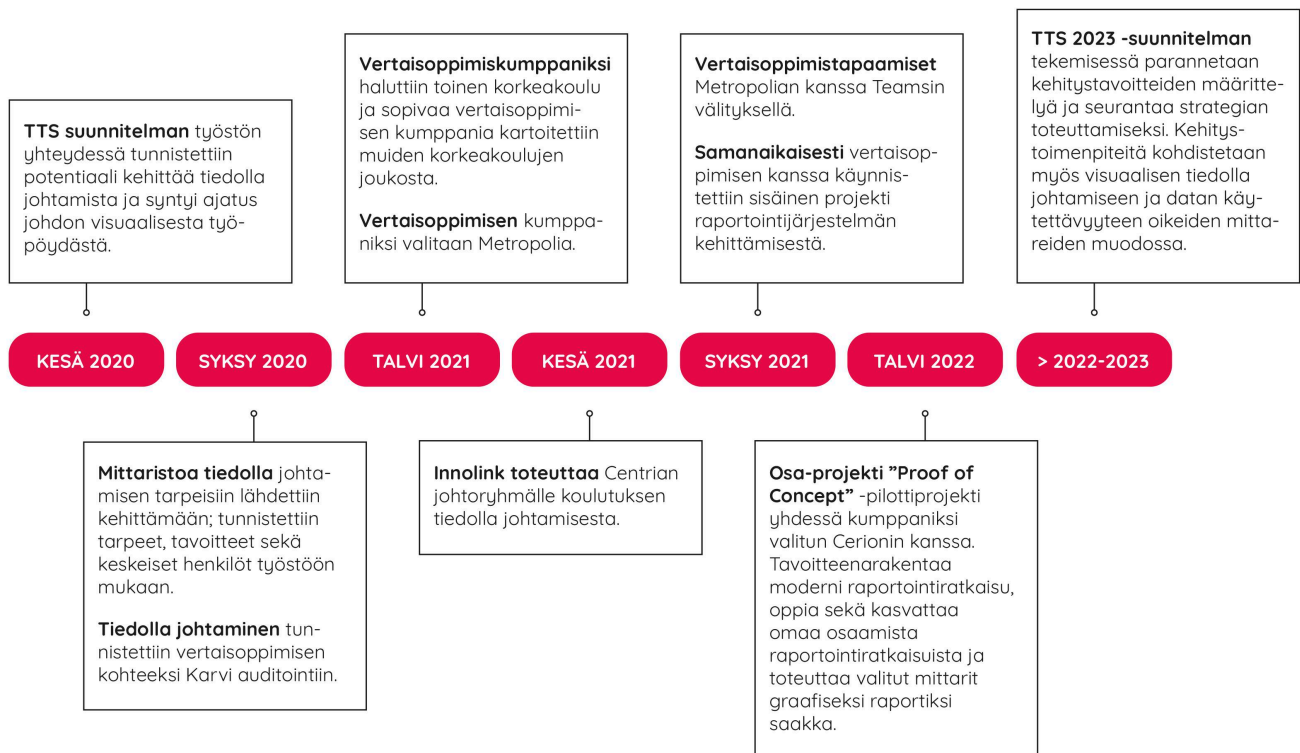 TTS suunnitelman työstön
yhteydessä tunnistettiin
potentiaali kehittää tiedolla
johtamista ja syntyi ajatus
johdon visuaalisesta työ-
pöydästä.
Vertaisoppimiskumppaniksi
haluttiin toinen korkeakoulu
ja sopivaa vertaisoppimi-
sen kumppania kartoitettiin
muiden korkeakoulujen
joukosta.
Vertaisoppimisen kumppa-
niksi valitaan Metropolia.
Vertaisoppimistapaamiset
Metropolian kanssa Teamsin
välityksellä.
Samanaikaisesti vertaisop-
pimisen kanssa käynnis-
tettiin sisäinen projekti
raportointijärjestelmän
kehittämisestä.
TTS 2023 -suunnitelman
tekemisessä parannetaan
kehitystavoitteiden määritte-
lyä ja seurantaa strategian
toteuttamiseksi. Kehitys-
toimenpiteitä kohdistetaan
myös visuaalisen tiedolla
johtamiseen ja datan käy-
tettävyyteen oikeiden mitta-
reiden muodossa.
KESÄ 2020
SYKSY 2020
TALVI 2021
KESÄ 2021
SYKSY 2021
TALVI 2022
> 2022-2023
Mittaristoa tiedolla johta-
misen tarpeisiin lähdettiin
kehittämään; tunnistettiin
tarpeet, tavoitteet sekä
keskeiset henkilöt työstöön
mukaan.
Tiedolla johtaminen tun-
nistettiin vertaisoppimisen
kohteeksi Karvi auditointiin.
Innolink toteuttaa Centrian
johtoryhmälle koulutuksen
tiedolla johtamisesta.
Osa-projekti ”Proof of
Concept” -pilottiprojekti
yhdessä kumppaniksi
valitun Cerionin kanssa.
Tavoitteenarakentaa
moderni raportointiratkaisu,
oppia sekä kasvattaa
omaa osaamista
raportointiratkaisuista ja
toteuttaa valitut mittarit
graafiseksi raportiksi
saakka.